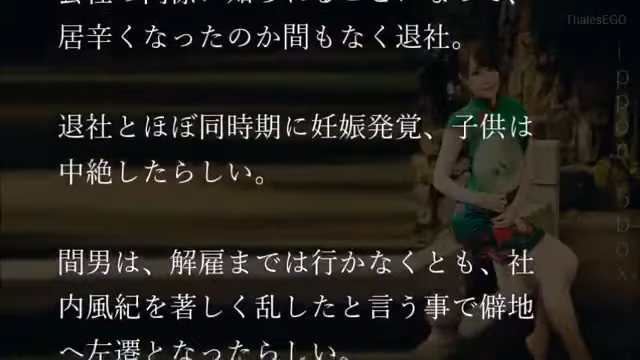 居辛くなったのか間もなく退社。
退社とほぼ同時期に妊娠発覚、子供は
中絶したらしい。
間男は、解雇までは行かなくとも、社
内風紀を著しく乱したと言う事で僻地
へ左遷となったらしい。
ThalesEGO